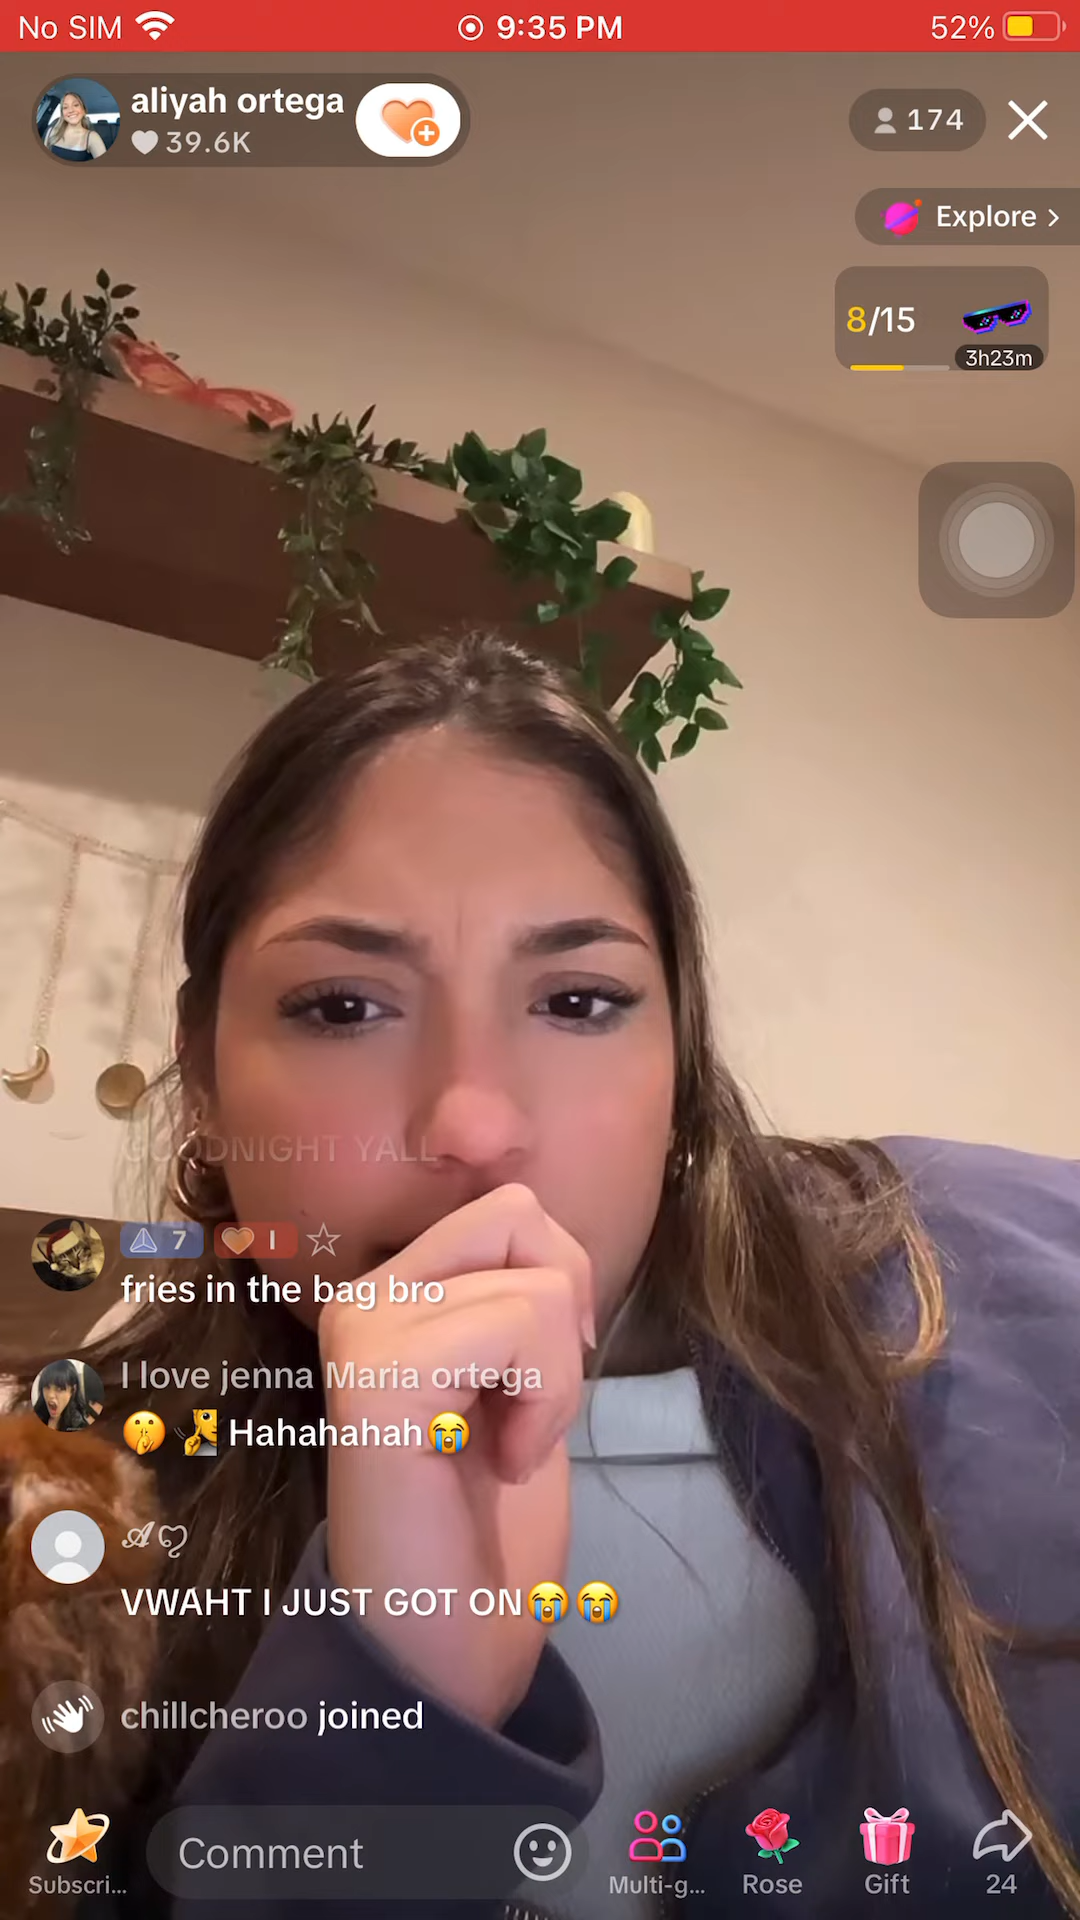 No SIM 9:35 PM 52%
aliyah ortega
39.6K
174
Explore
8/15
3h23m
GOODNIGHT YALL
7 I
fries in the bag bro
I love jenna Maria ortega
🤫 🧏 Hahahahah😭
𝒜ღ
VWAHT I JUST GOT ON😭😭
chillcheroo joined
Comment
Subscri... Multi-g... Rose Gift 24